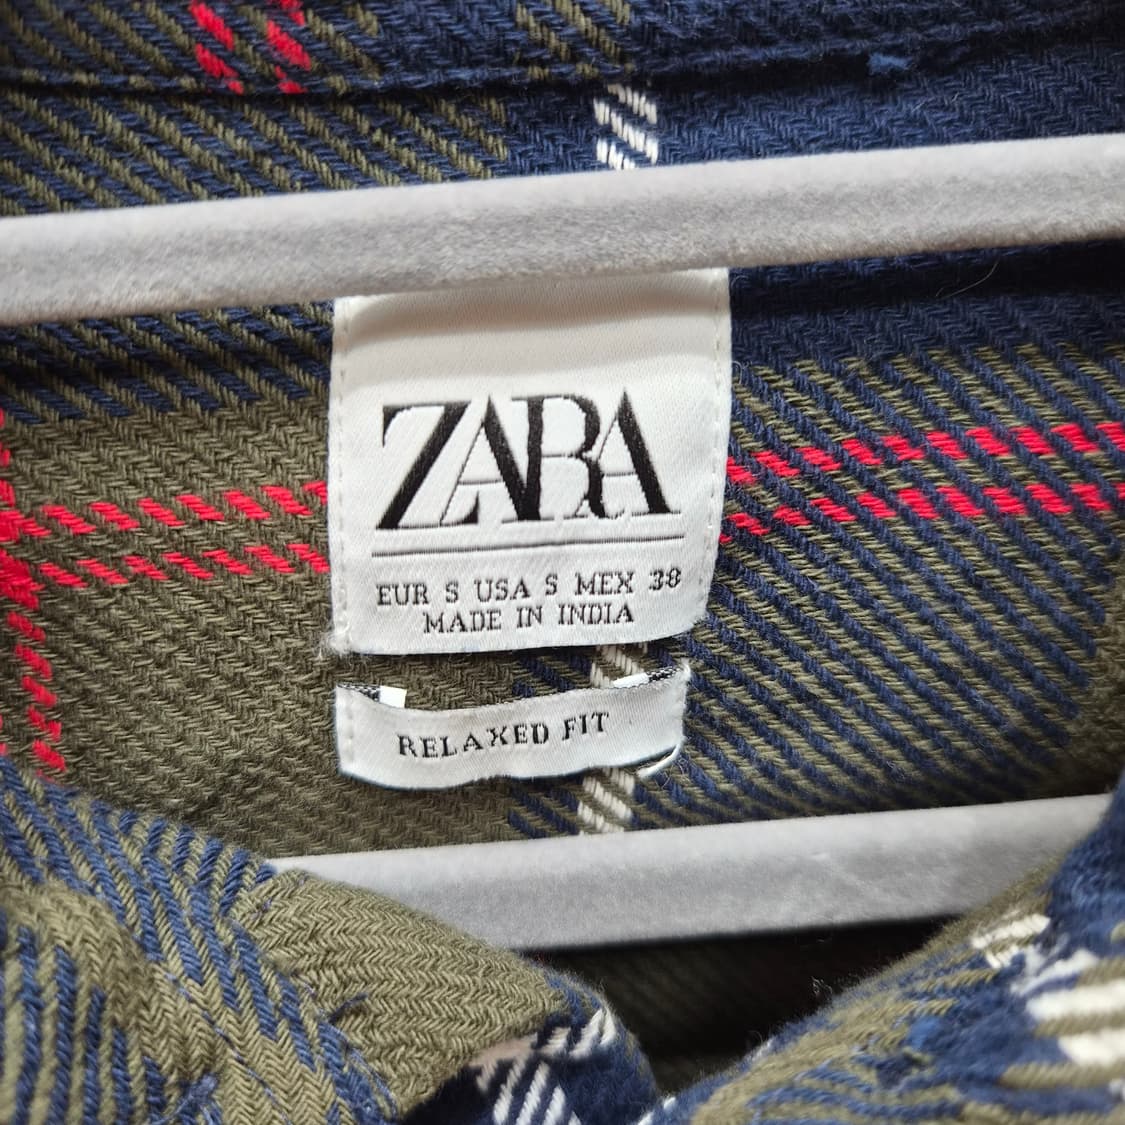 ZARA
EUR S USA S MEX 38
MADE IN INDIA
RELAXED FIT